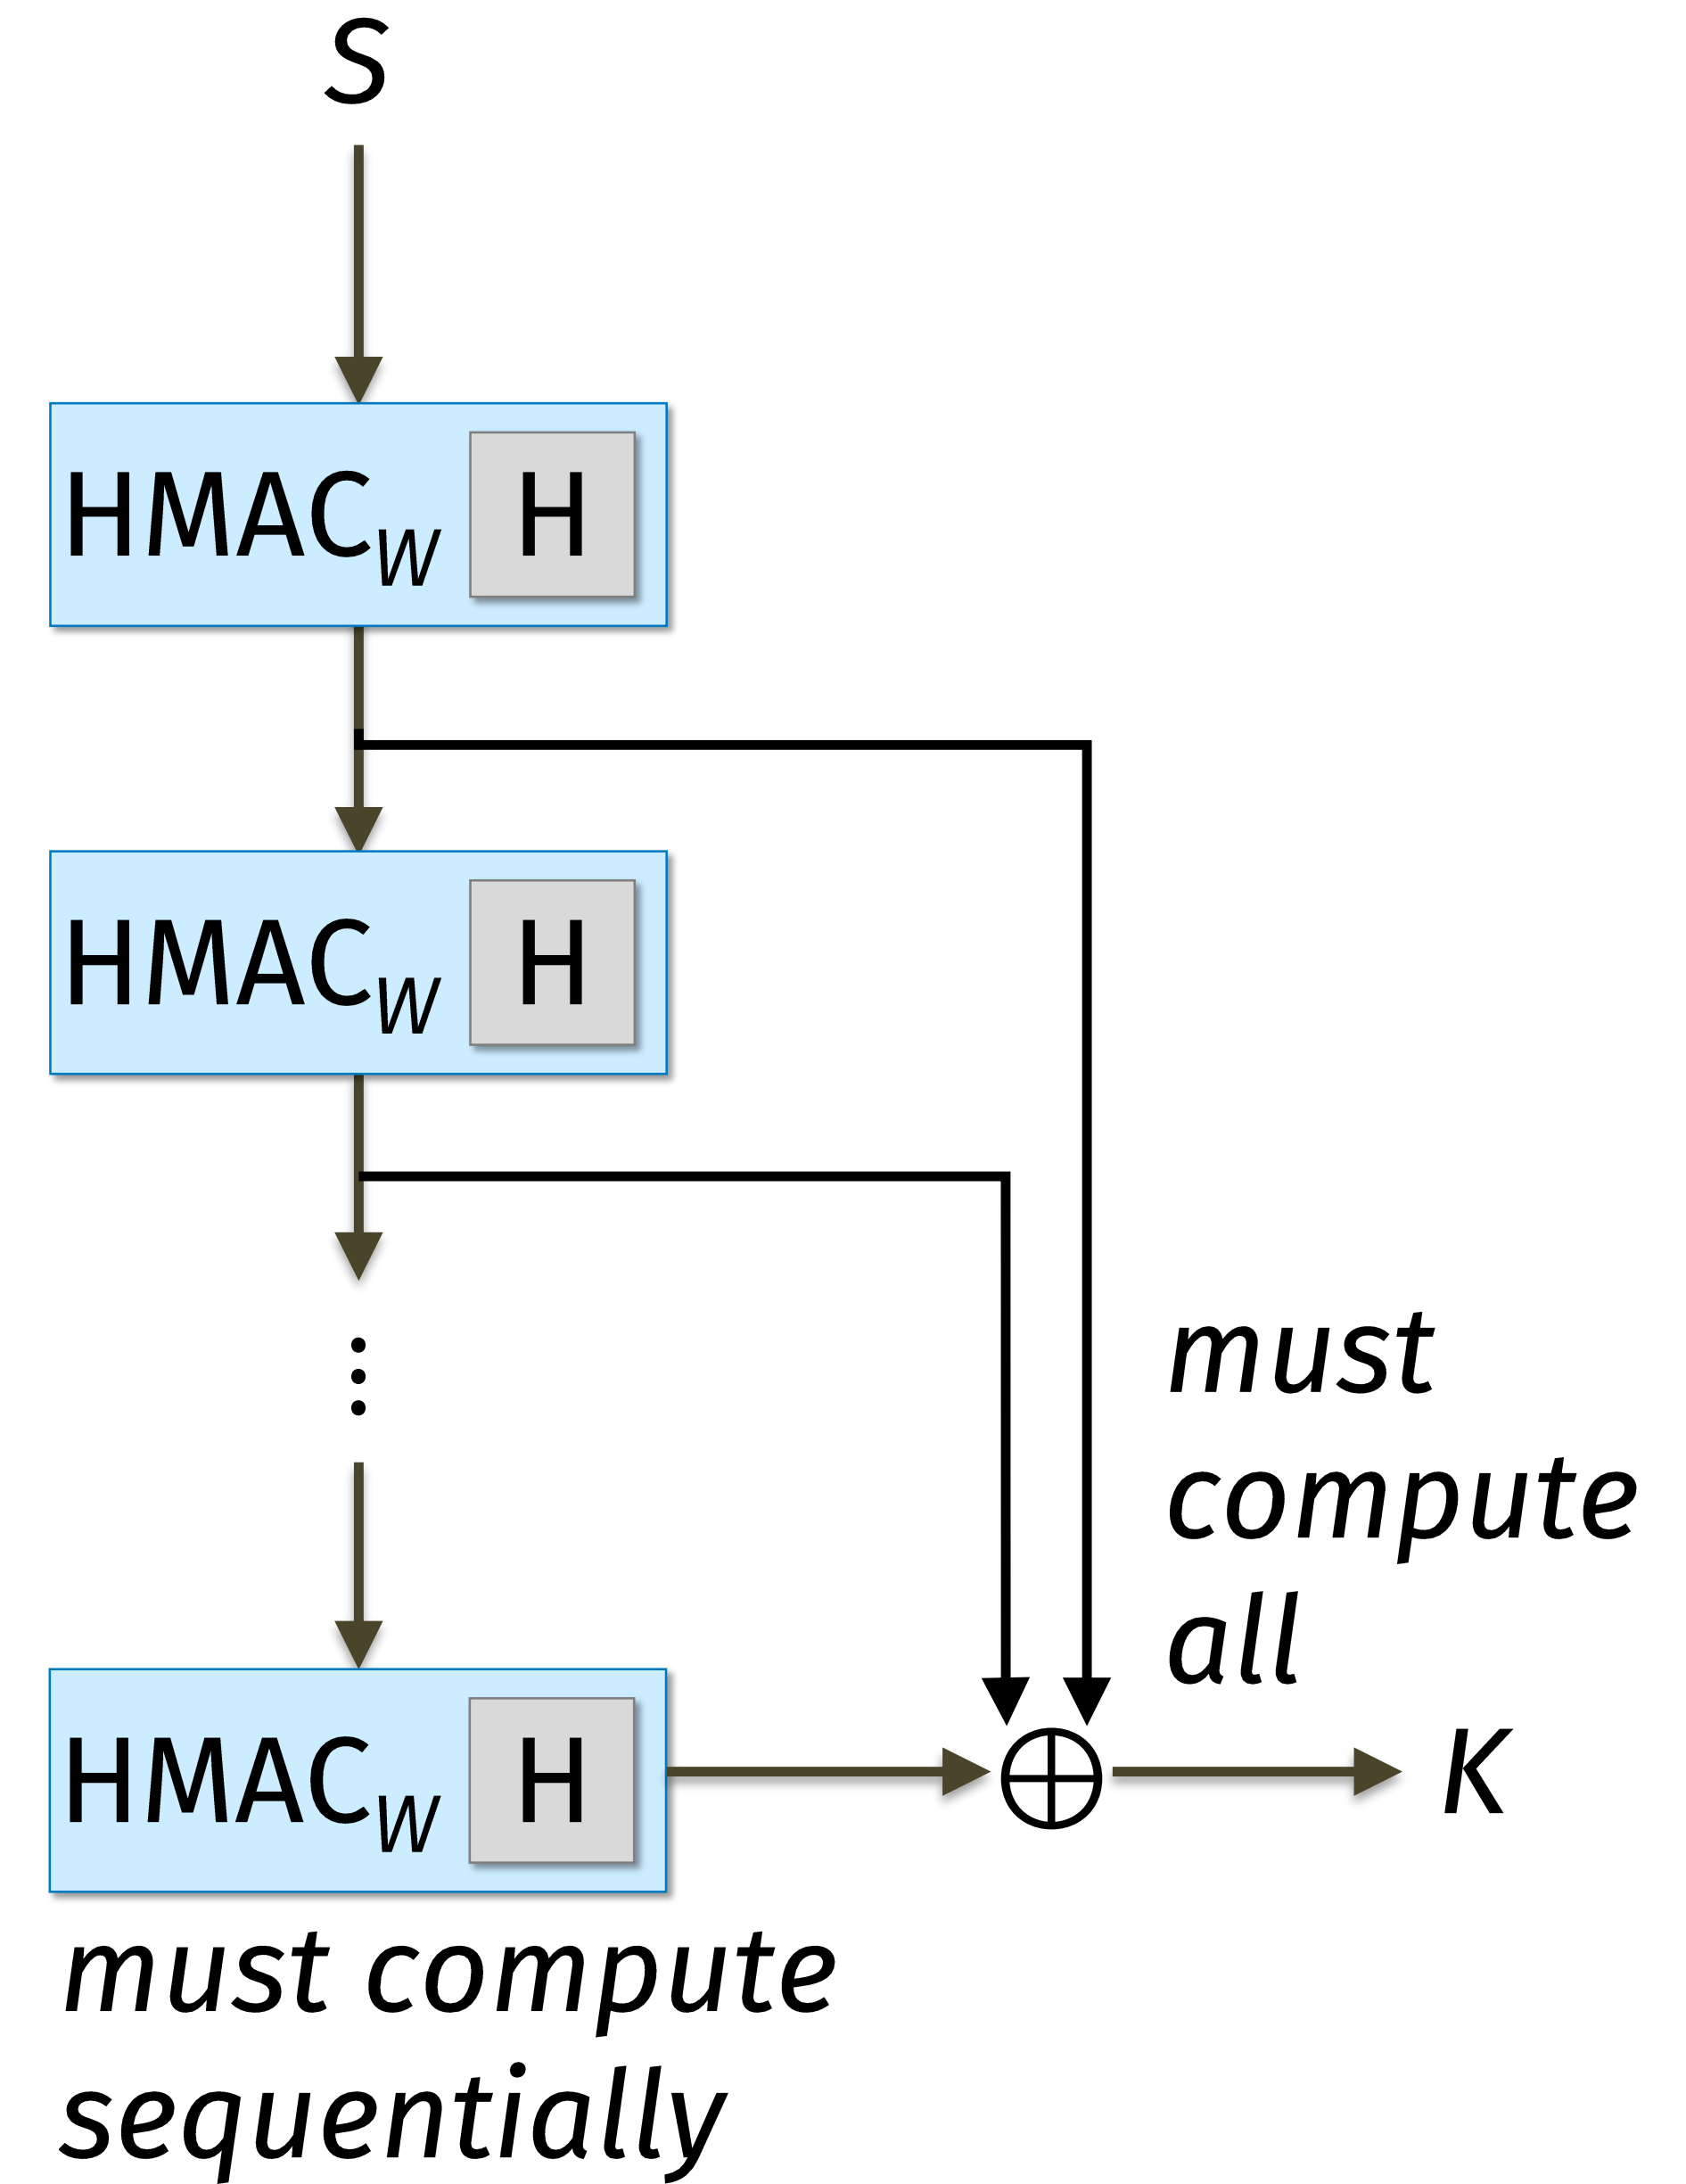 S
HMACW H
HMACW H
⋮
must
compute
all
HMACW H
⊕
K
must compute
sequentially